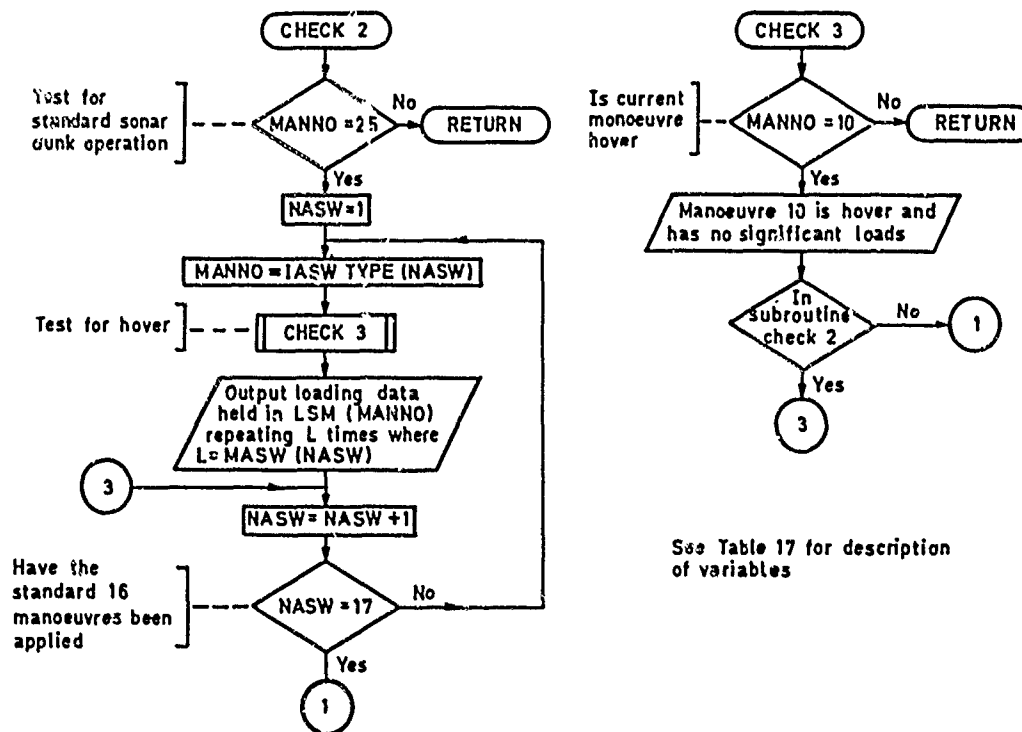 CHECK 2
Test for
standard sonar
dunk operation
MANNO = 25
No
RETURN
Yes
NASW = 1
MANNO = IASW TYPE (NASW)
Test for hover
CHECK 3
Output loading data
held in LSM (MANNO)
repeating L times where
L = MASW (NASW)
3
NASW = NASW + 1
Have the
standard 16
manoeuvres been
applied
NASW = 17
No
Yes
1
CHECK 3
Is current
monoeuvre
hover
MANNO = 10
No
RETURN
Yes
Manoeuvre 10 is hover and
has no significant loads
In
subroutine
check 2
No
1
Yes
3
See Table 17 for description
of variables